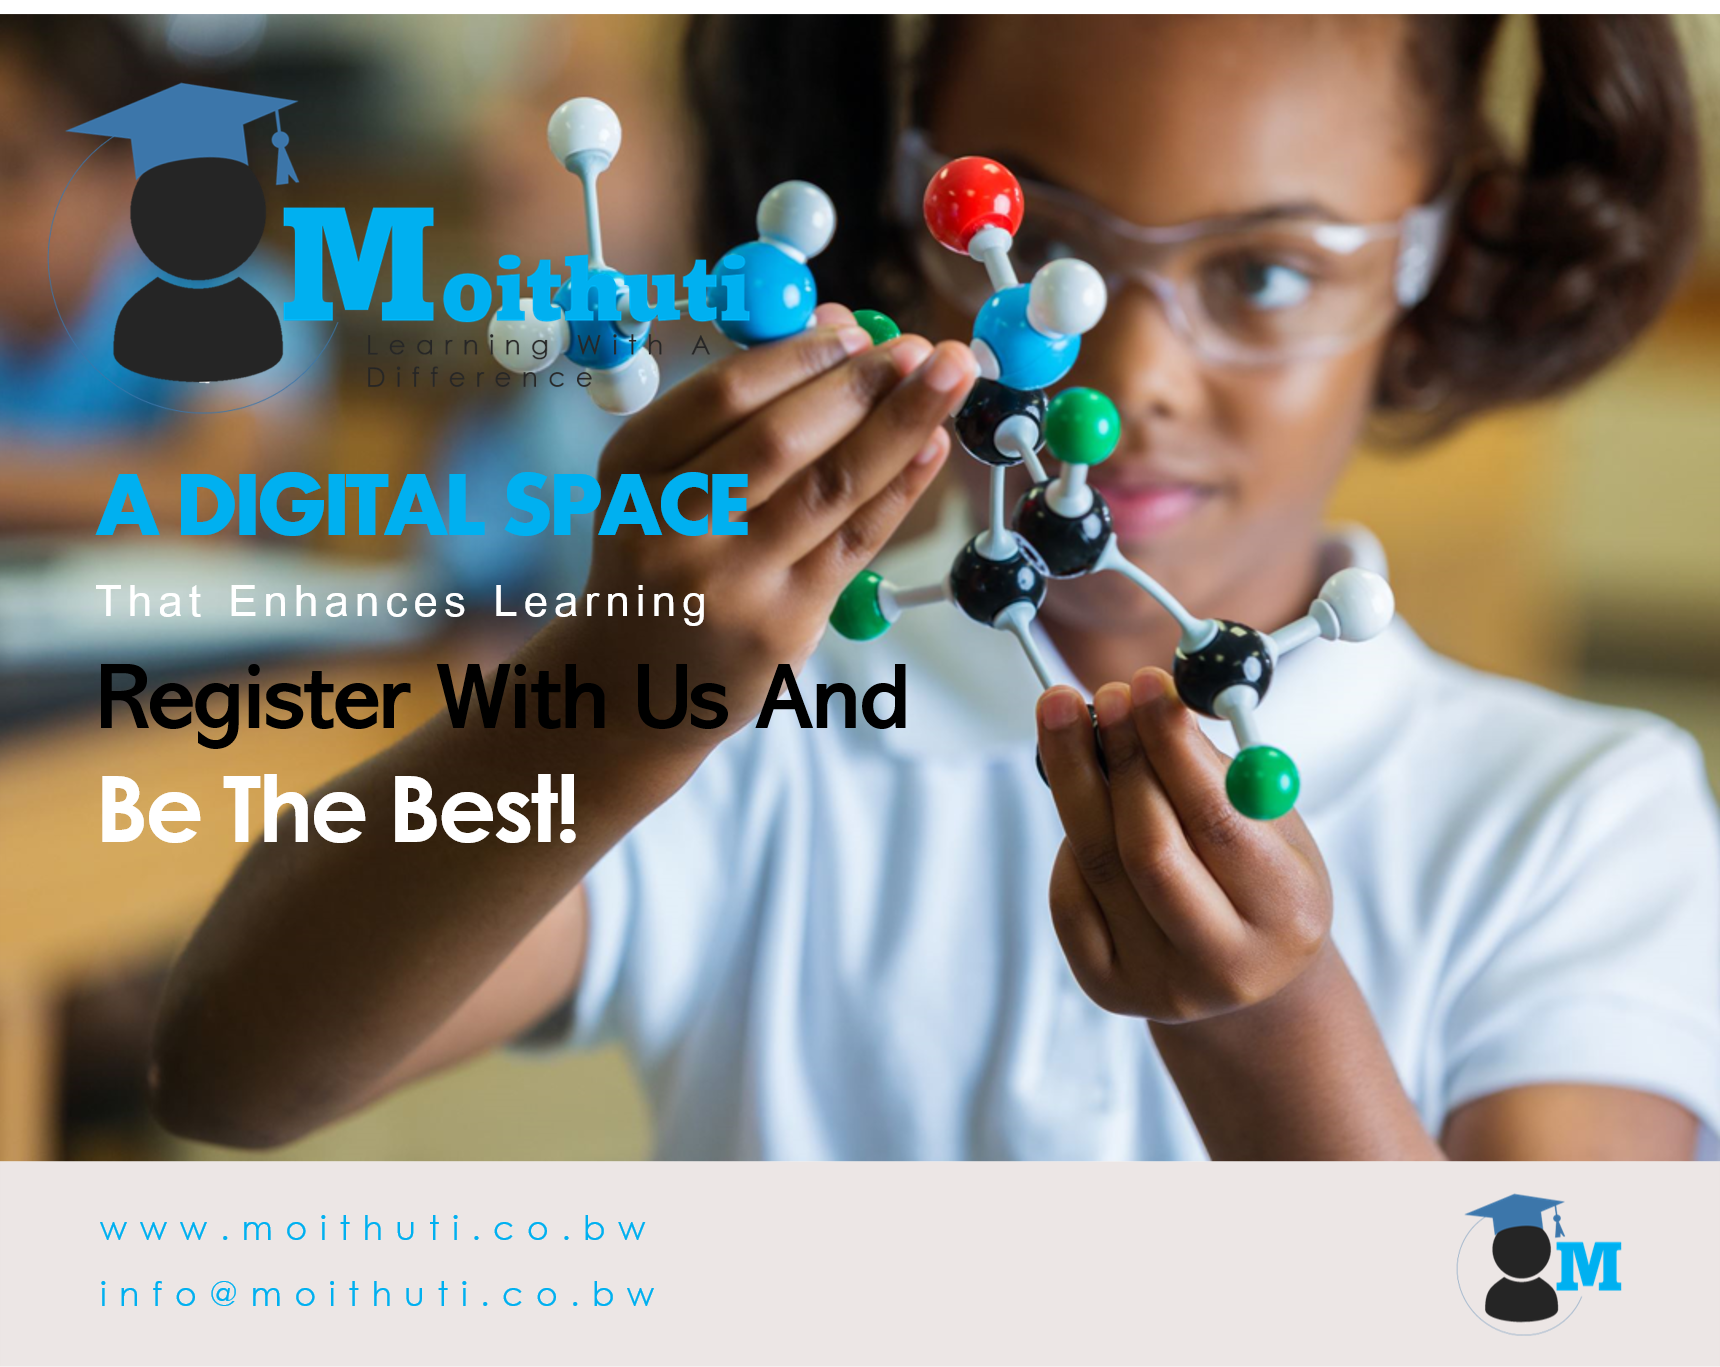 Moithuti
Learning With A
Difference
A DIGITAL SPACE
That Enhances Learning
Register With Us And
Be The Best!
www.moithuti.co.bw
info@moithuti.co.bw
M